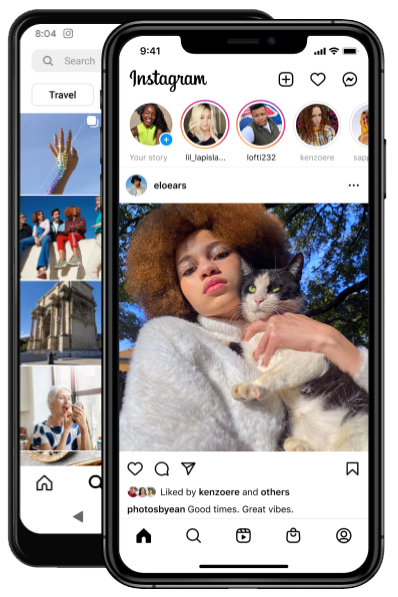 8:04
Search
Travel
9:41
Instagram
Your story
lil_lapisla...
lofti232
kenzoere
sapp
eloears
Liked by kenzoere and others
photosbyean Good times. Great vibes.